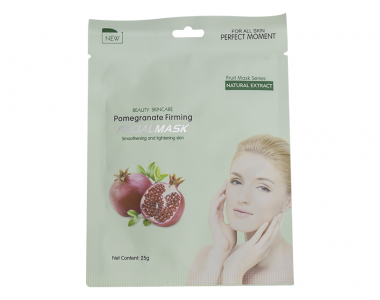 NEW
FOR ALL SKIN
PERFECT MOMENT
Fruit Mask Series
NATURAL EXTRACT
BEAUTY SKINCARE
Pomegranate Firming
FACIAL MASK
Smoothening and tightening skin
Net Content: 25g